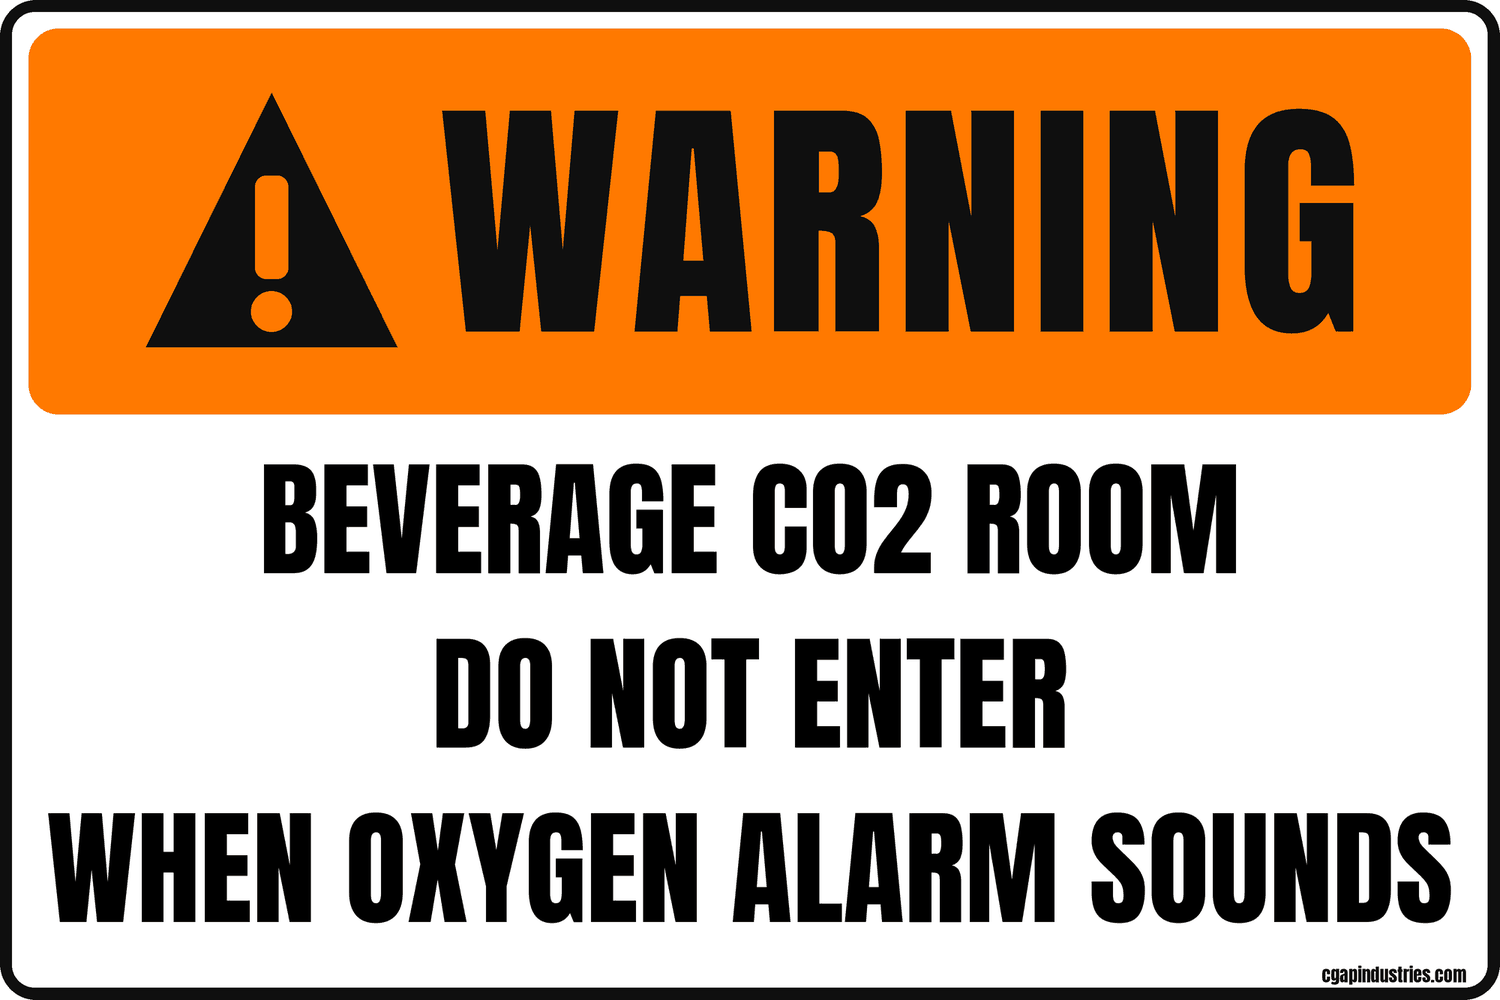 WARNING
BEVERAGE CO2 ROOM
DO NOT ENTER
WHEN OXYGEN ALARM SOUNDS
cgapindustries.com